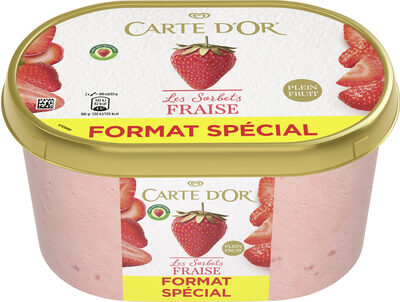 CARTE D'OR
Les Sorbets
FRAISE
PLEIN
FRUIT
FORMAT SPÉCIAL
CARTE D'OR
Les Sorbets
FRAISE
PLEIN
FRUIT
FORMAT
SPÉCIAL